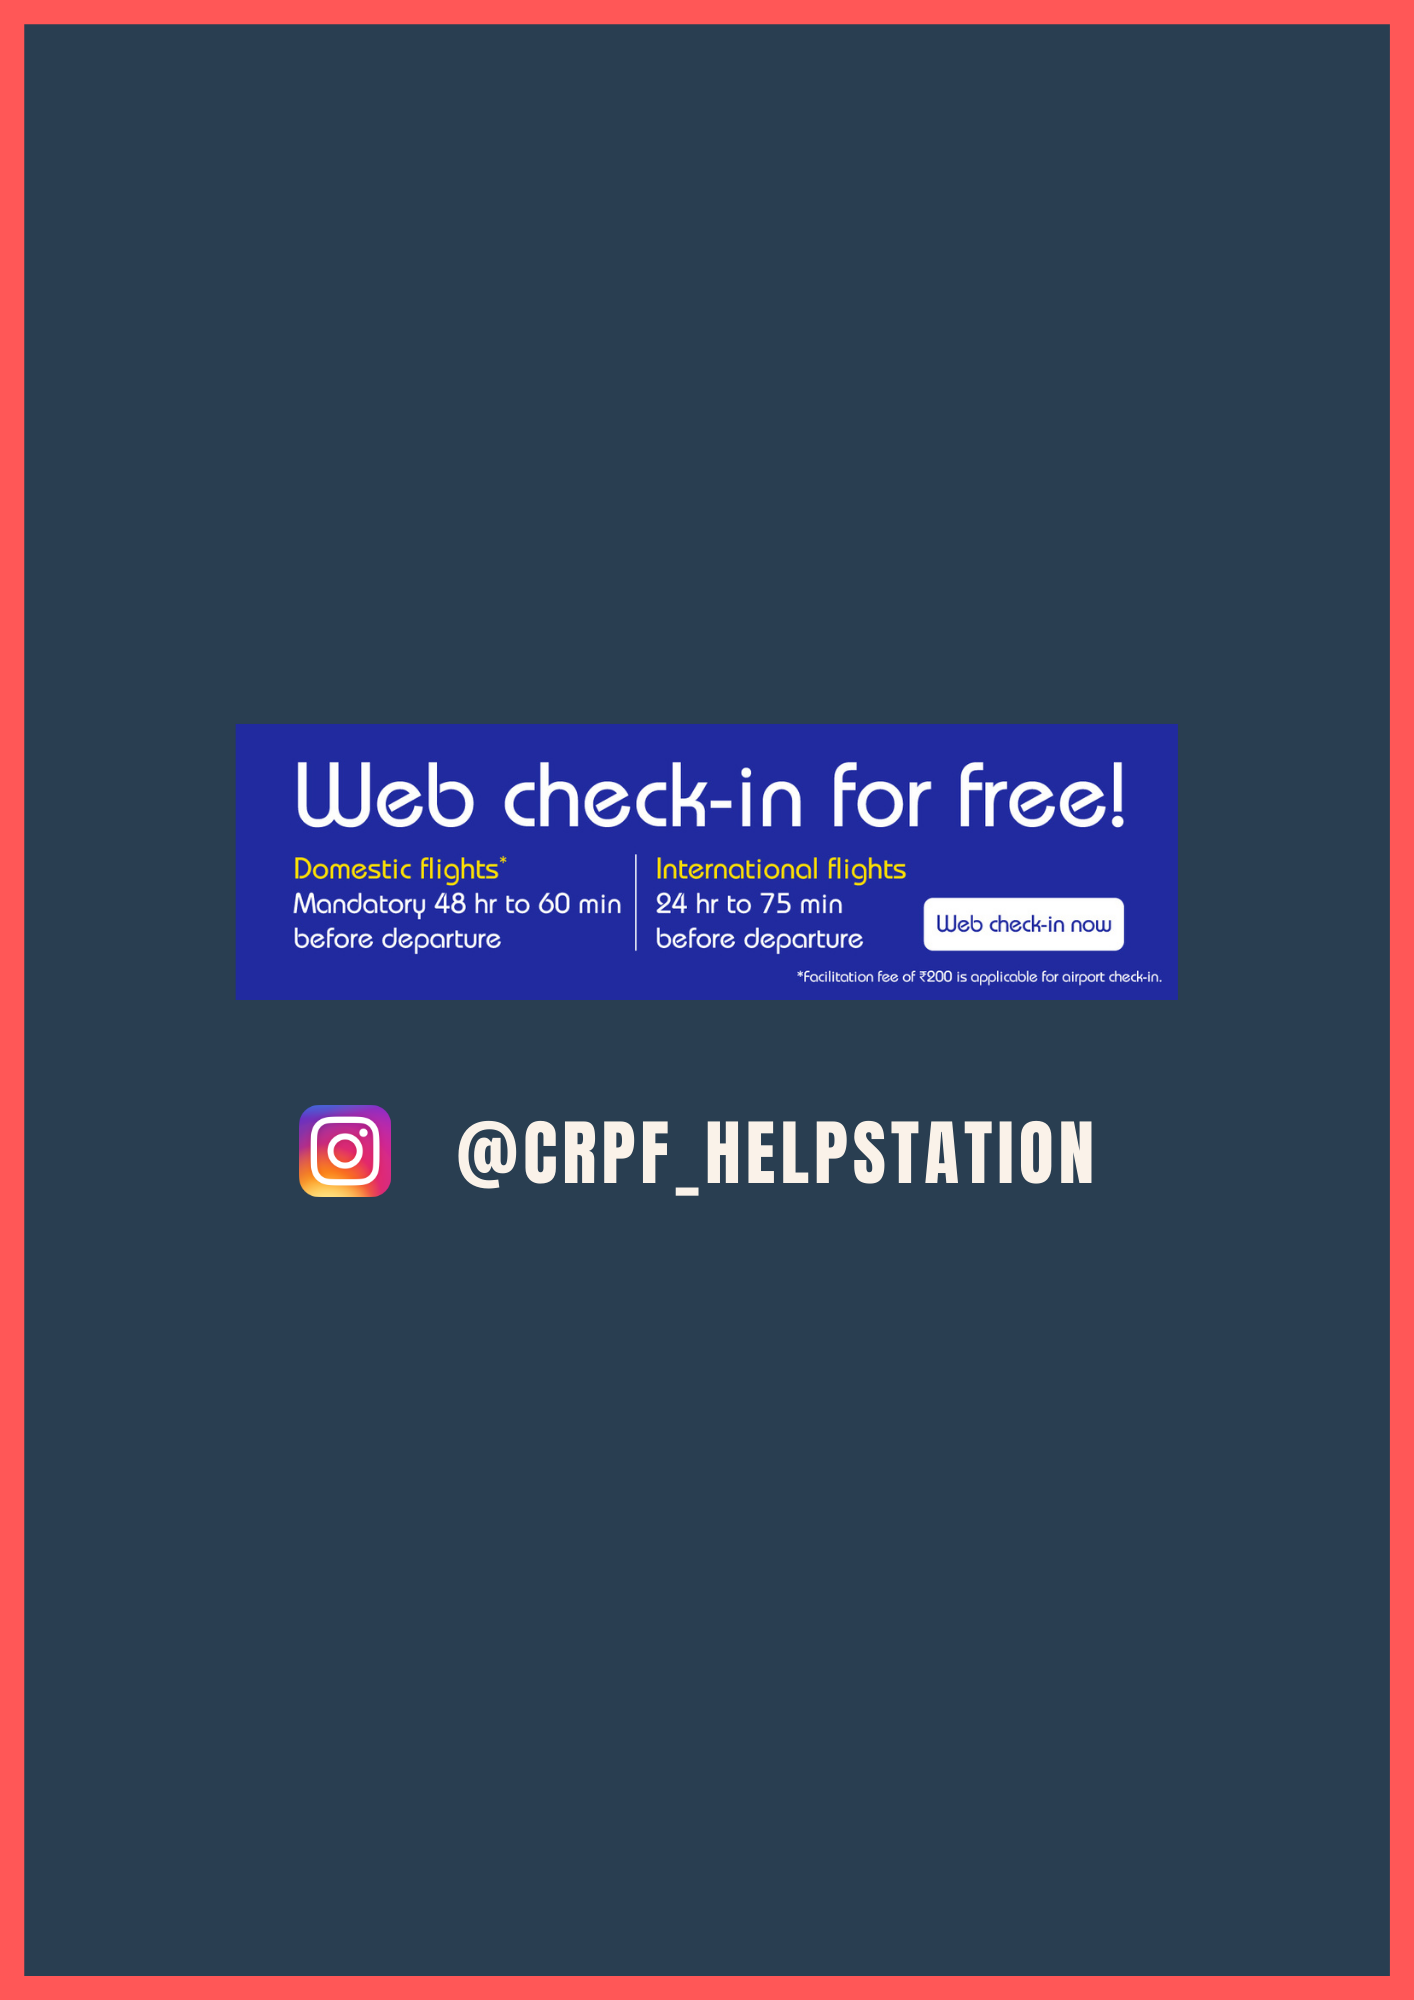 Web check-in for free!
Domestic flights*
Mandatory 48 hr to 60 min
before departure
International flights
24 hr to 75 min
before departure
Web check-in now
*Facilitation fee of ₹200 is applicable for airport check-in.
@CRPF_HELPSTATION